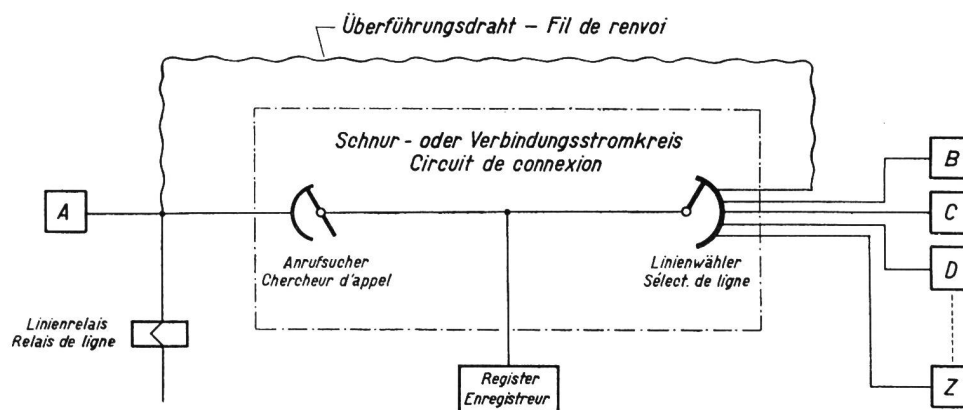 Überführungsdraht – Fil de renvoi
Schnur- oder Verbindungsstromkreis
Circuit de connexion
A
B
C
D
Z
Anrufsucher
Chercheur d'appel
Linienwähler
Sélect. de ligne
Linienrelais
Relais de ligne
Register
Enregistreur